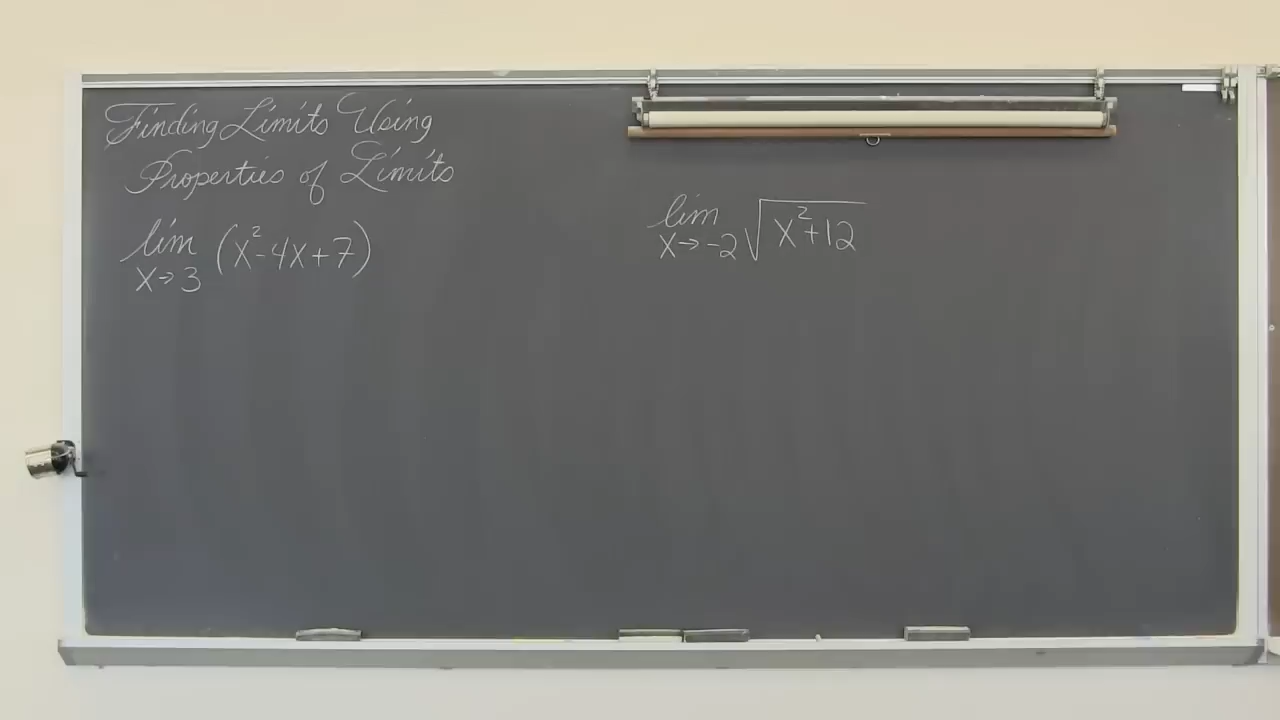 Finding Limits Using
Properties of Limits
lim x→3 (x²-4x+7)
lim x→-2 √(x²+12)